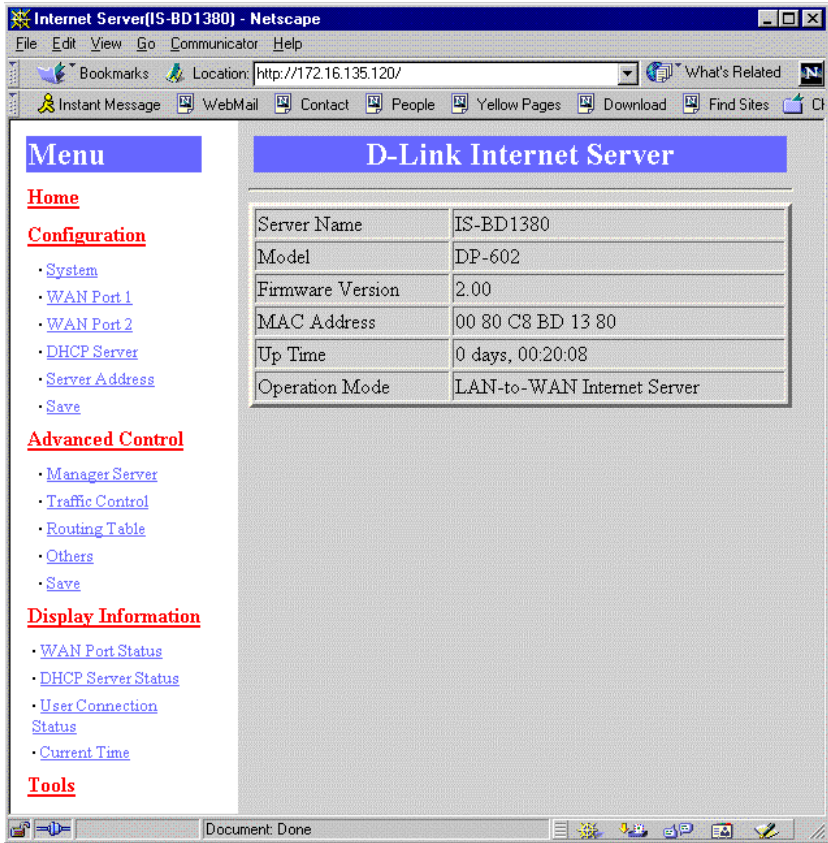 Internet Server(IS-BD1380) - Netscape
File Edit View Go Communicator Help
Bookmarks Location: http://172.16.135.120/ What's Related N
Instant Message WebMail Contact People Yellow Pages Download Find Sites
Menu
Home
Configuration
· System
· WAN Port 1
· WAN Port 2
· DHCP Server
· Server Address
· Save
Advanced Control
· Manager Server
· Traffic Control
· Routing Table
· Others
· Save
Display Information
· WAN Port Status
· DHCP Server Status
· User Connection
Status
· Current Time
Tools
D-Link Internet Server
Server Name IS-BD1380
Model DP-602
Firmware Version 2.00
MAC Address 00 80 C8 BD 13 80
Up Time 0 days, 00:20:08
Operation Mode LAN-to-WAN Internet Server
Document: Done